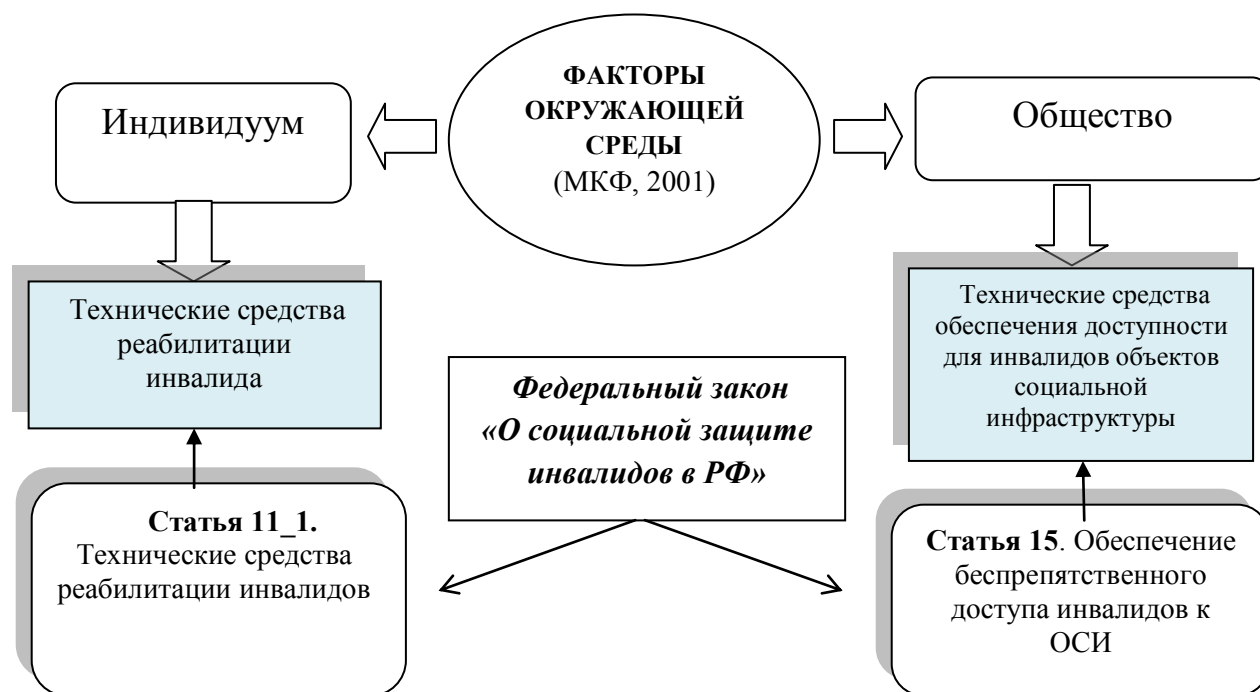 ФАКТОРЫ
ОКРУЖАЮЩЕЙ
СРЕДЫ
(МКФ, 2001)
Индивидуум
Общество
Технические средства
реабилитации
инвалида
Технические средства
обеспечения доступности
для инвалидов объектов
социальной
инфраструктуры
Федеральный закон
«О социальной защите
инвалидов в РФ»
Статья 11_1.
Технические средства
реабилитации инвалидов
Статья 15. Обеспечение
беспрепятственного
доступа инвалидов к
ОСИ